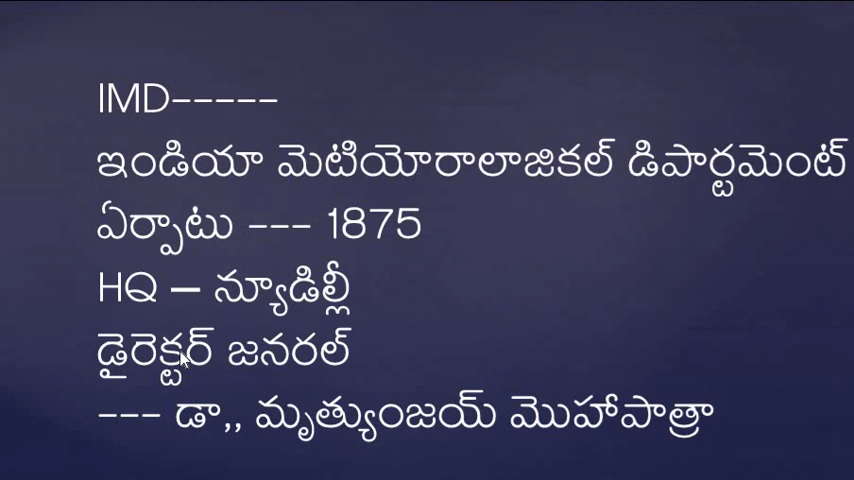 IMD-----
ఇండియా మెటియోరాలాజికల్ డిపార్టమెంట్
ఏర్పాటు --- 1875
HQ – న్యూడిల్లీ
డైరెక్టర్ జనరల్
--- డా,, మృత్యుంజయ్ మొహాపాత్రా